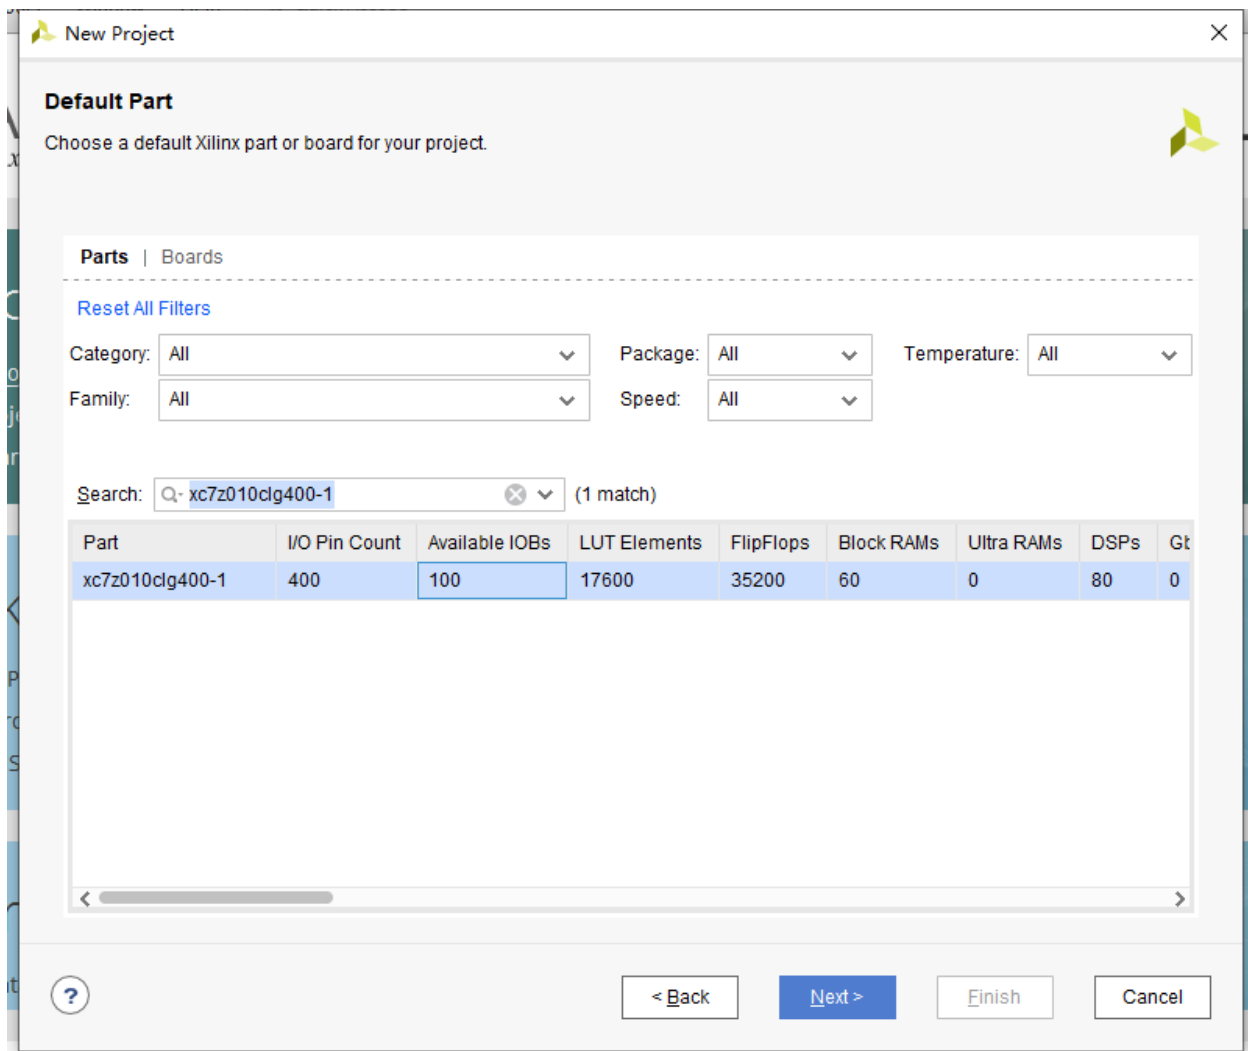 New Project
Default Part
Choose a default Xilinx part or board for your project.
Parts | Boards
Reset All Filters
Category: All Package: All Temperature: All
Family: All Speed: All
Search: xc7z010clg400-1 (1 match)
Part I/O Pin Count Available IOBs LUT Elements FlipFlops Block RAMs Ultra RAMs DSPs
xc7z010clg400-1 400 100 17600 35200 60 0 80 0
? < Back Next > Finish Cancel